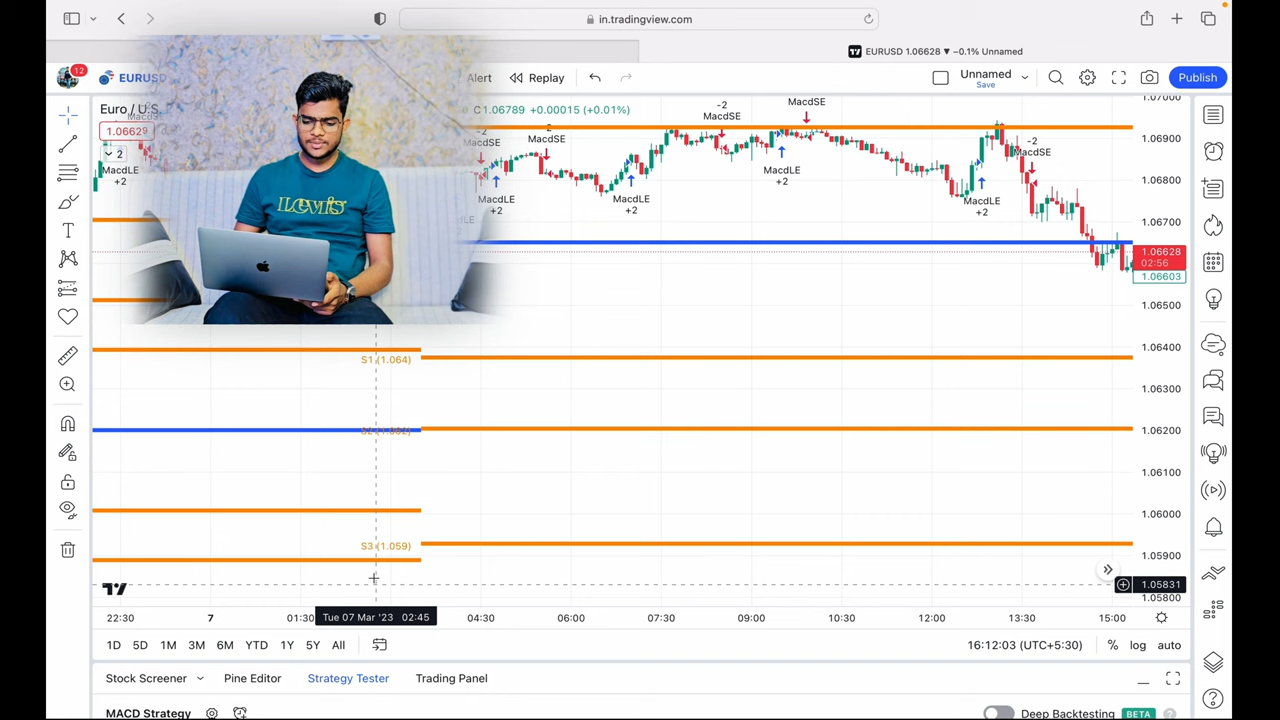 in.tradingview.com
EURUSD 1.06628 ▼ −0.1% Unnamed
12
EURUSD
Alert
Replay
Unnamed
Save
Publish
Euro / U.S.
C1.06789 +0.00015 (+0.01%)
1.06629
2
MacdLE
+2
-2
MacdSE
-2
MacdSE
-2
MacdSE
MacdSE
-2
MacdSE
MacdLE
+2
MacdLE
+2
MacdLE
+2
MacdLE
+2
1.07000
1.06900
1.06800
1.06700
1.06628
02:56
1.06603
1.06500
1.06400
1.06300
1.06200
1.06100
1.06000
1.05900
1.05831
1.05800
S1 (1.064)
S2 (1.062)
S3 (1.059)
22:30
7
01:30
Tue 07 Mar '23 02:45
04:30
06:00
07:30
09:00
10:30
12:00
13:30
15:00
1D
5D
1M
3M
6M
YTD
1Y
5Y
All
16:12:03 (UTC+5:30)
%
log
auto
Stock Screener
Pine Editor
Strategy Tester
Trading Panel
MACD Strategy
Deep Backtesting
BETA
LEVI'S